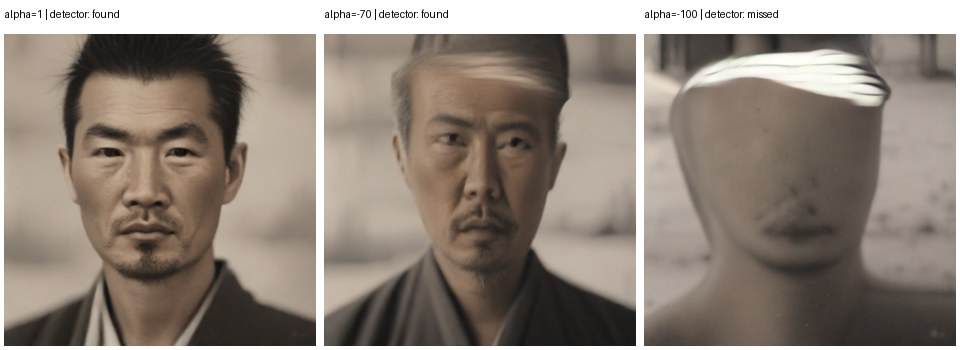 alpha=1 | detector: found
alpha=-70 | detector: found
alpha=-100 | detector: missed